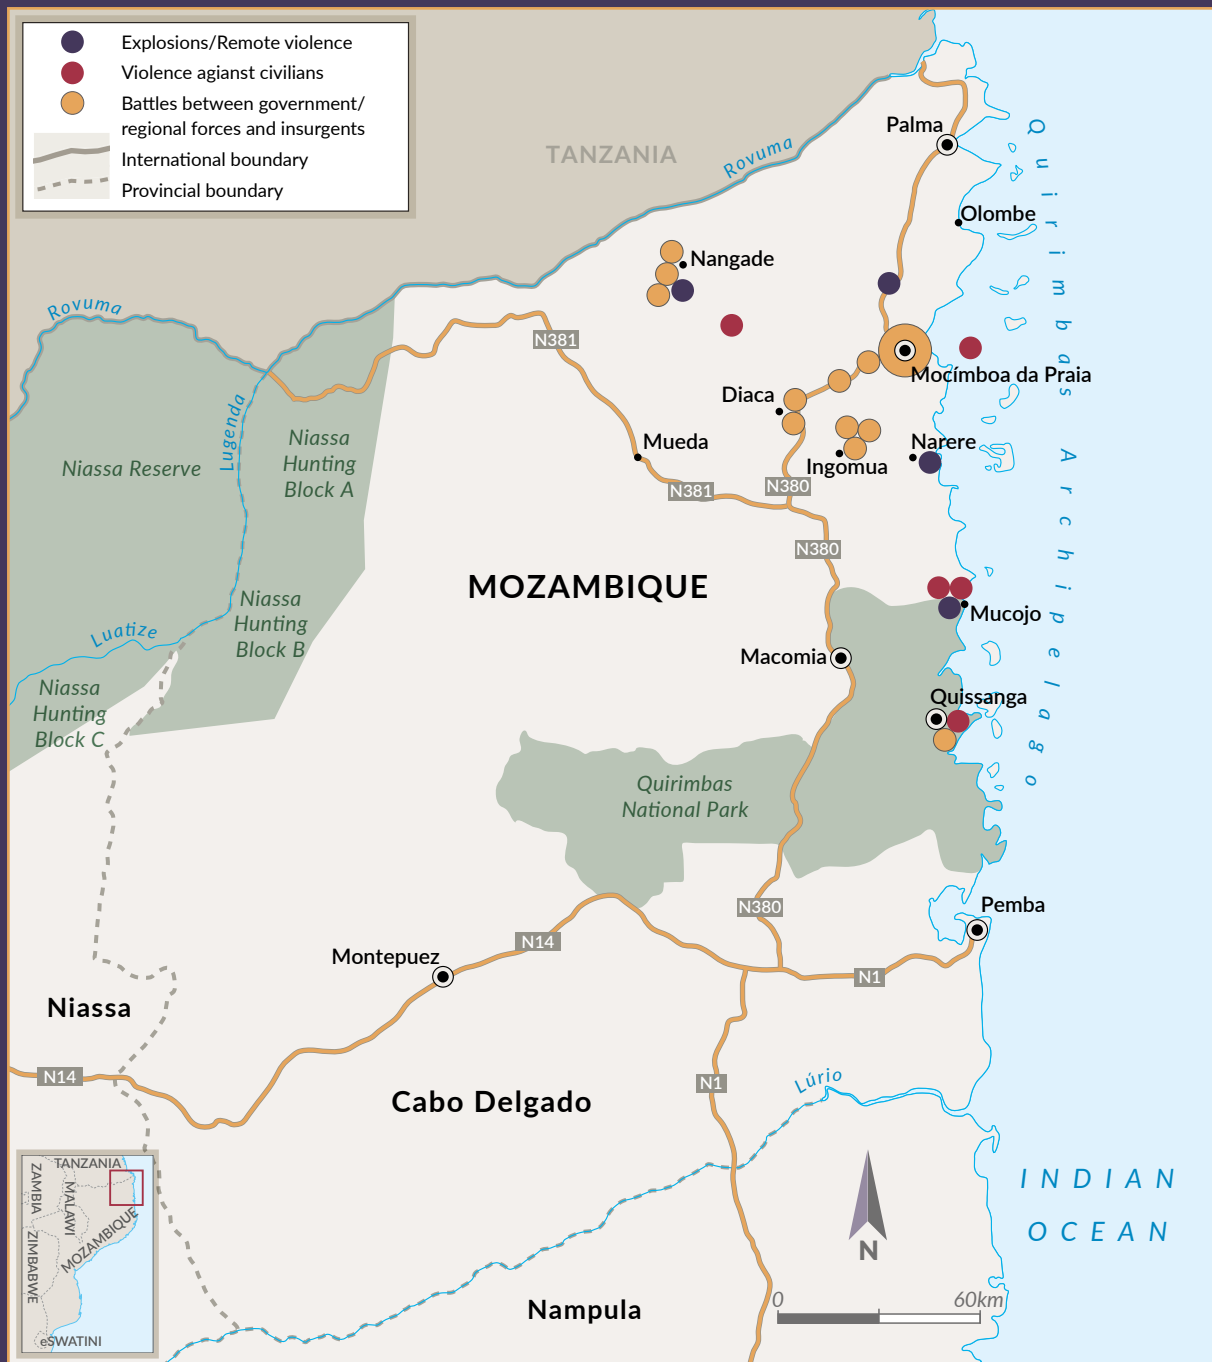 Explosions/Remote violence
Violence agianst civilians
Battles between government/
regional forces and insurgents
International boundary
Provincial boundary
TANZANIA
Rovuma
Palma
Quirimbas Archipelago
Olombe
Nangade
Rovuma
N381
Mocímboa da Praia
Diaca
Lugenda
Niassa
Hunting
Block A
Niassa Reserve
Mueda
Narere
Ingomua
N381
N380
N380
MOZAMBIQUE
Niassa
Hunting
Block B
Mucojo
Luatize
Macomia
Niassa
Hunting
Block C
Quissanga
Quirimbas
National Park
N380
Pemba
N14
Montepuez
N1
Niassa
N14
N1
Lúrio
Cabo Delgado
TANZANIA
ZAMBIA
MALAWI
MOZAMBIQUE
ZIMBABWE
eSWATINI
INDIAN
OCEAN
N
0
60km
Nampula